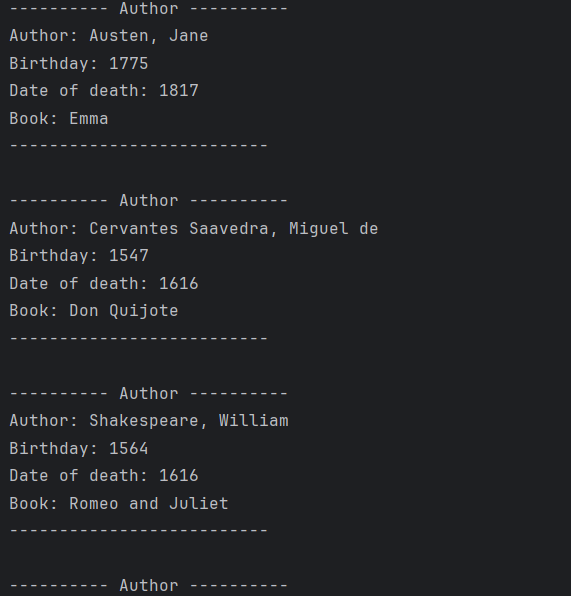 ---------- Author ----------
Author: Austen, Jane
Birthday: 1775
Date of death: 1817
Book: Emma
--------------------------
---------- Author ----------
Author: Cervantes Saavedra, Miguel de
Birthday: 1547
Date of death: 1616
Book: Don Quijote
--------------------------
---------- Author ----------
Author: Shakespeare, William
Birthday: 1564
Date of death: 1616
Book: Romeo and Juliet
--------------------------
---------- Author ----------